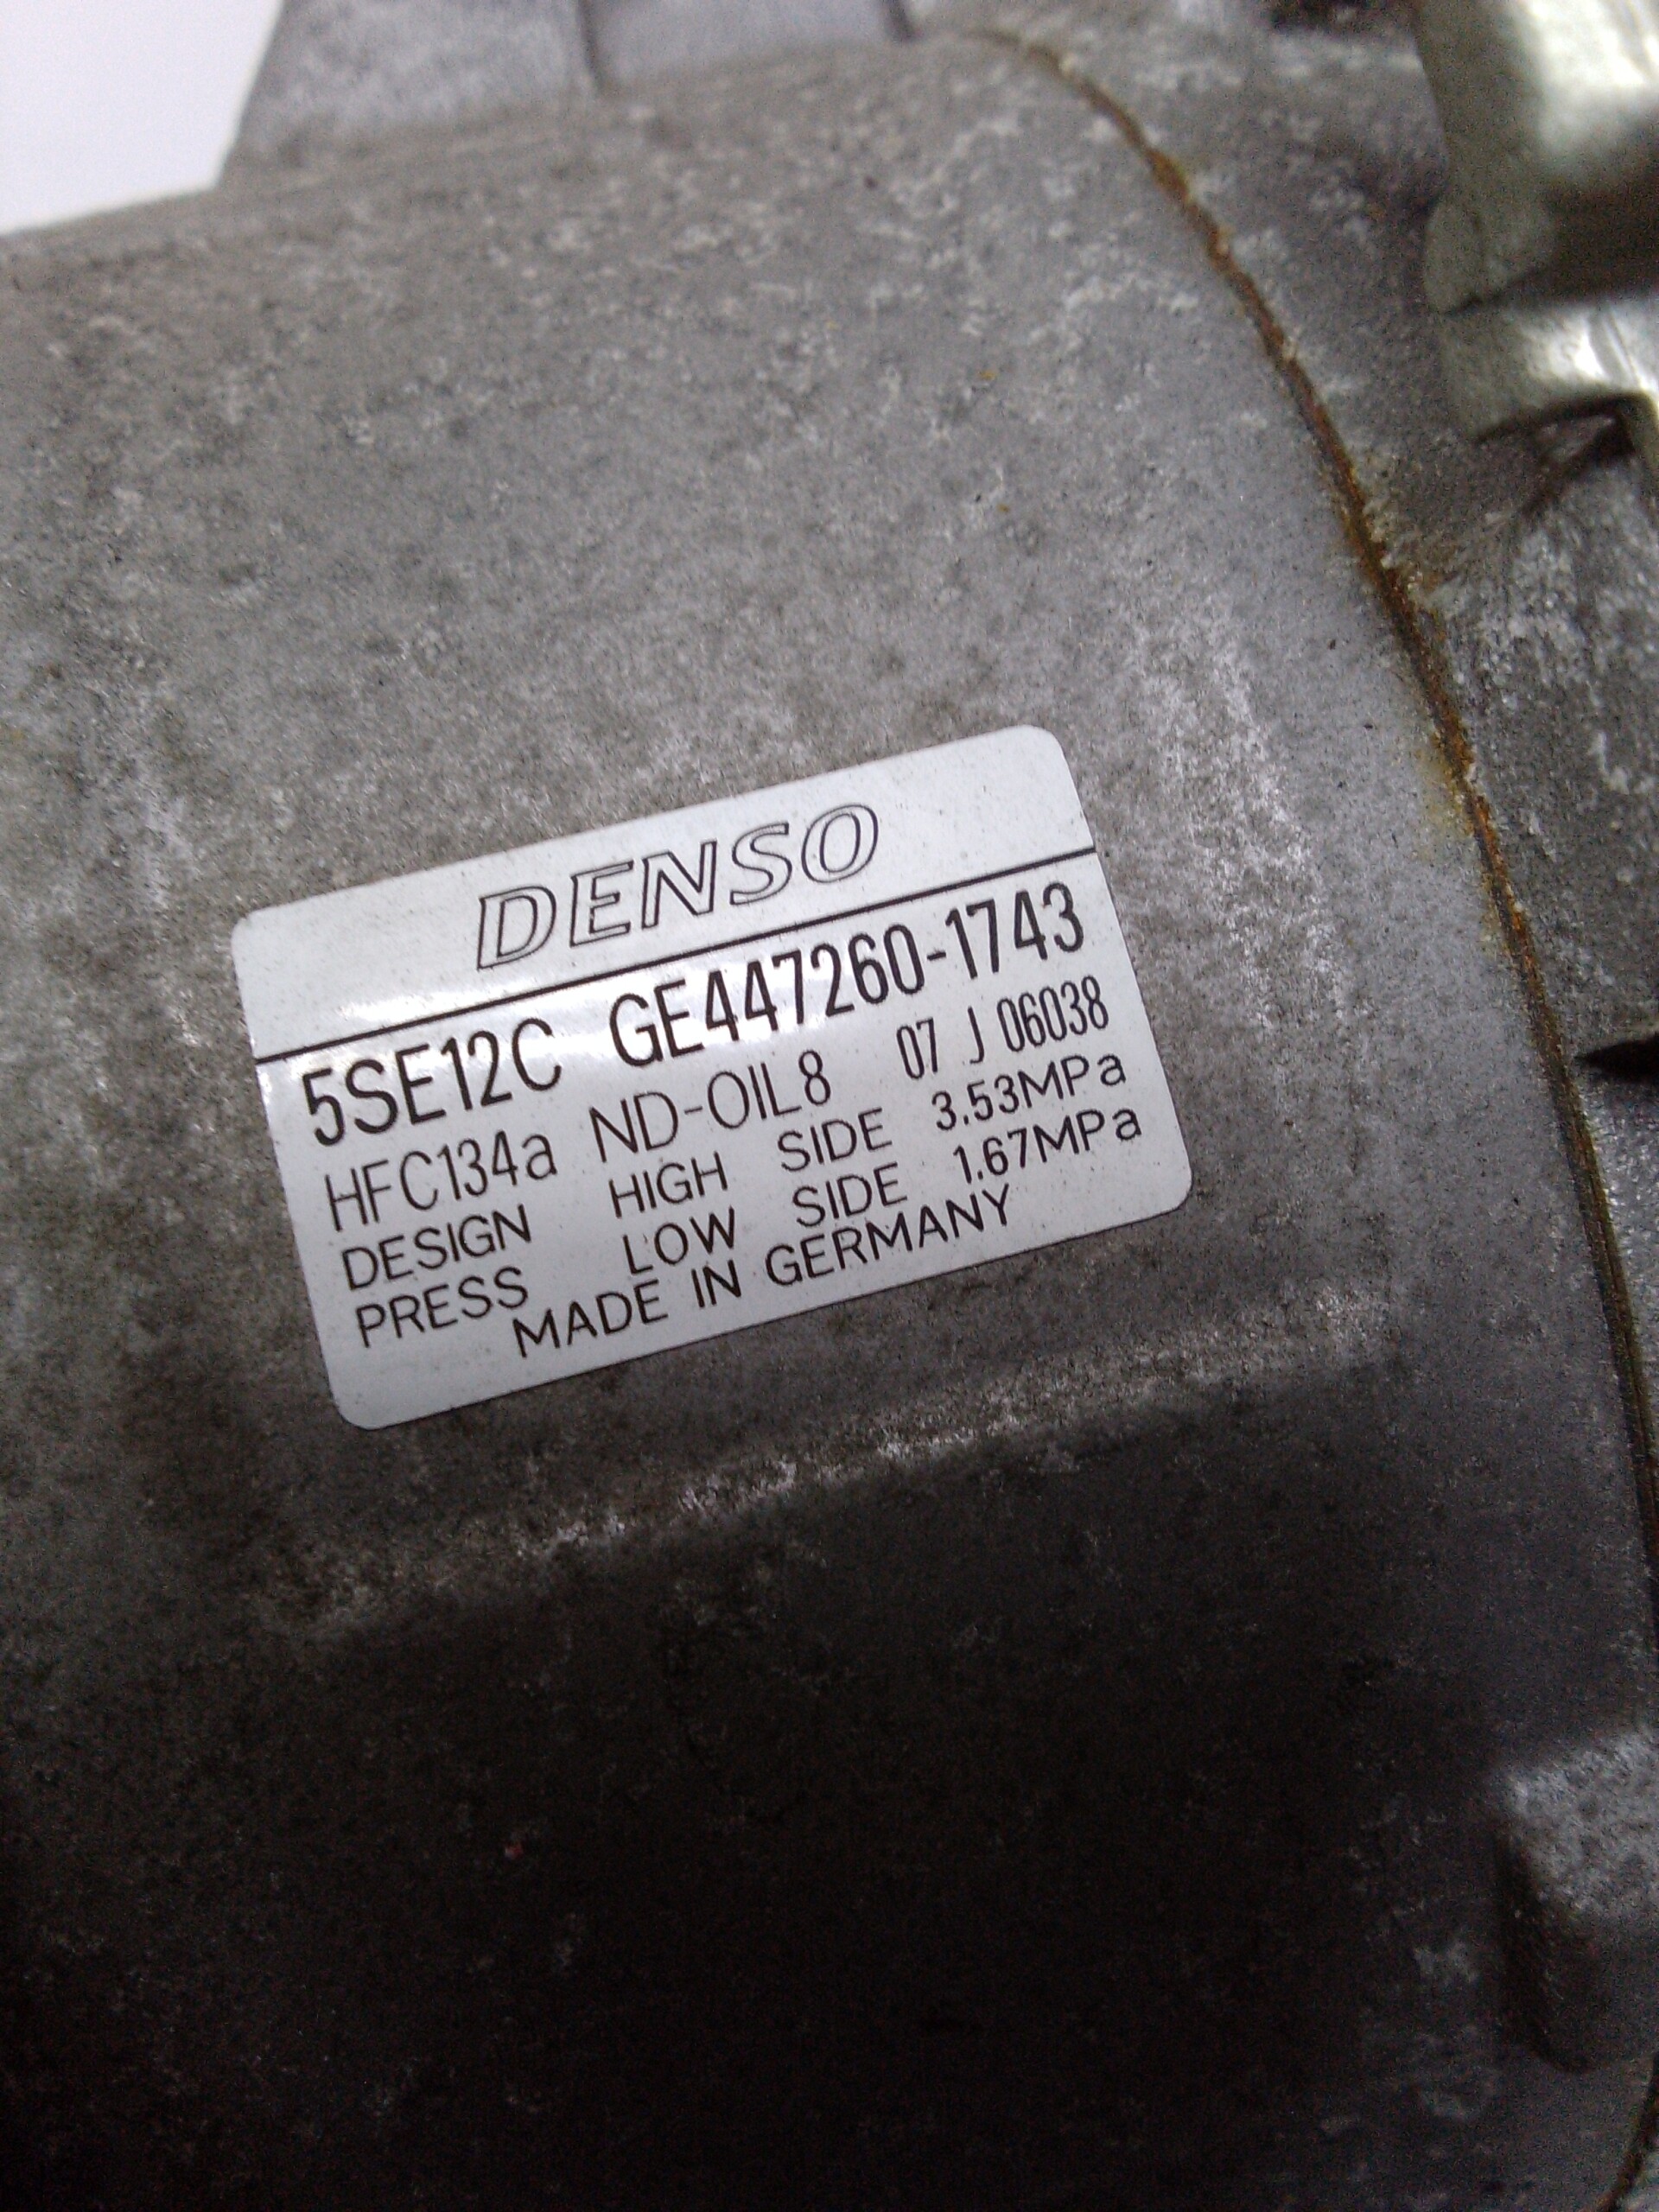 DENSO
5SE12C GE447260-1743
HFC134a ND-OIL8 07 J 06038
DESIGN HIGH SIDE 3.53MPa
PRESS LOW SIDE 1.67MPa
MADE IN GERMANY